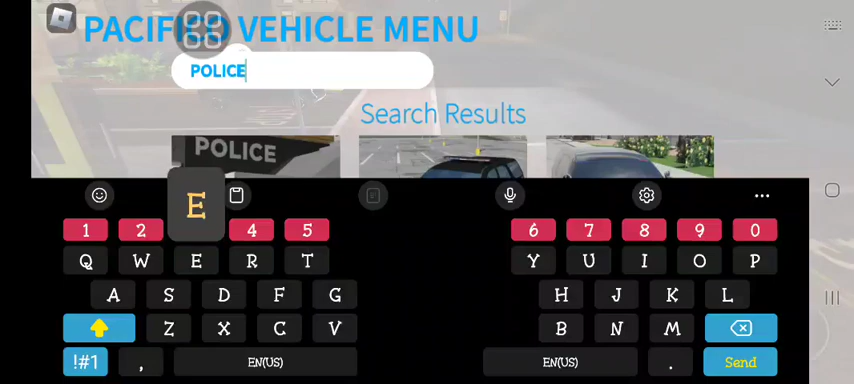 PACIFICO VEHICLE MENU
POLICE
Search Results
POLICE
E
1 2 4 5 6 7 8 9 0
Q W E R T Y U I O P
A S D F G H J K L
Z X C V B N M
!#1 , EN(US) EN(US) . Send